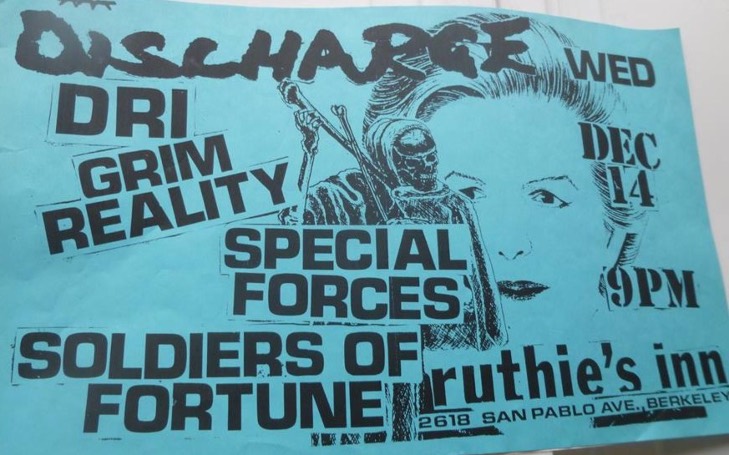 DISCHARGE
WED
DRI
DEC
14
GRIM
REALITY
SPECIAL
FORCES
9PM
SOLDIERS OF
FORTUNE
ruthie's inn
2618 SAN PABLO AVE., BERKELEY